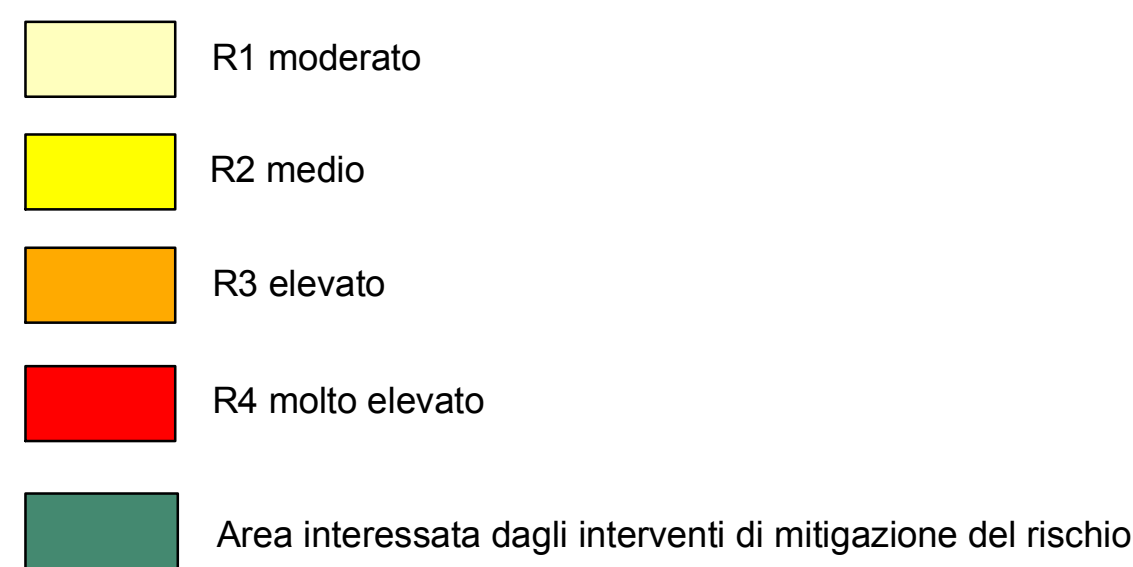 R1 moderato
R2 medio
R3 elevato
R4 molto elevato
Area interessata dagli interventi di mitigazione del rischio